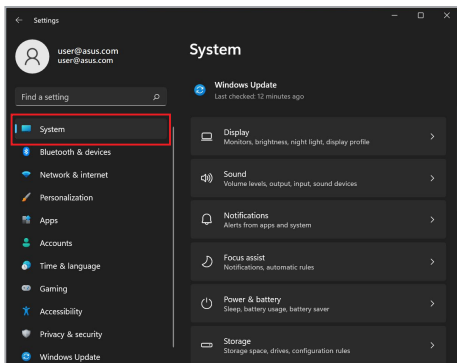 Settings
user@asus.com
user@asus.com
Find a setting
System
Bluetooth & devices
Network & internet
Personalization
Apps
Accounts
Time & language
Gaming
Accessibility
Privacy & security
Windows Update
System
Windows Update
Last checked: 12 minutes ago
Display
Monitors, brightness, night light, display profile
Sound
Volume levels, output, input, sound devices
Notifications
Alerts from apps and system
Focus assist
Notifications, automatic rules
Power & battery
Sleep, battery usage, battery saver
Storage
Storage space, drives, configuration rules